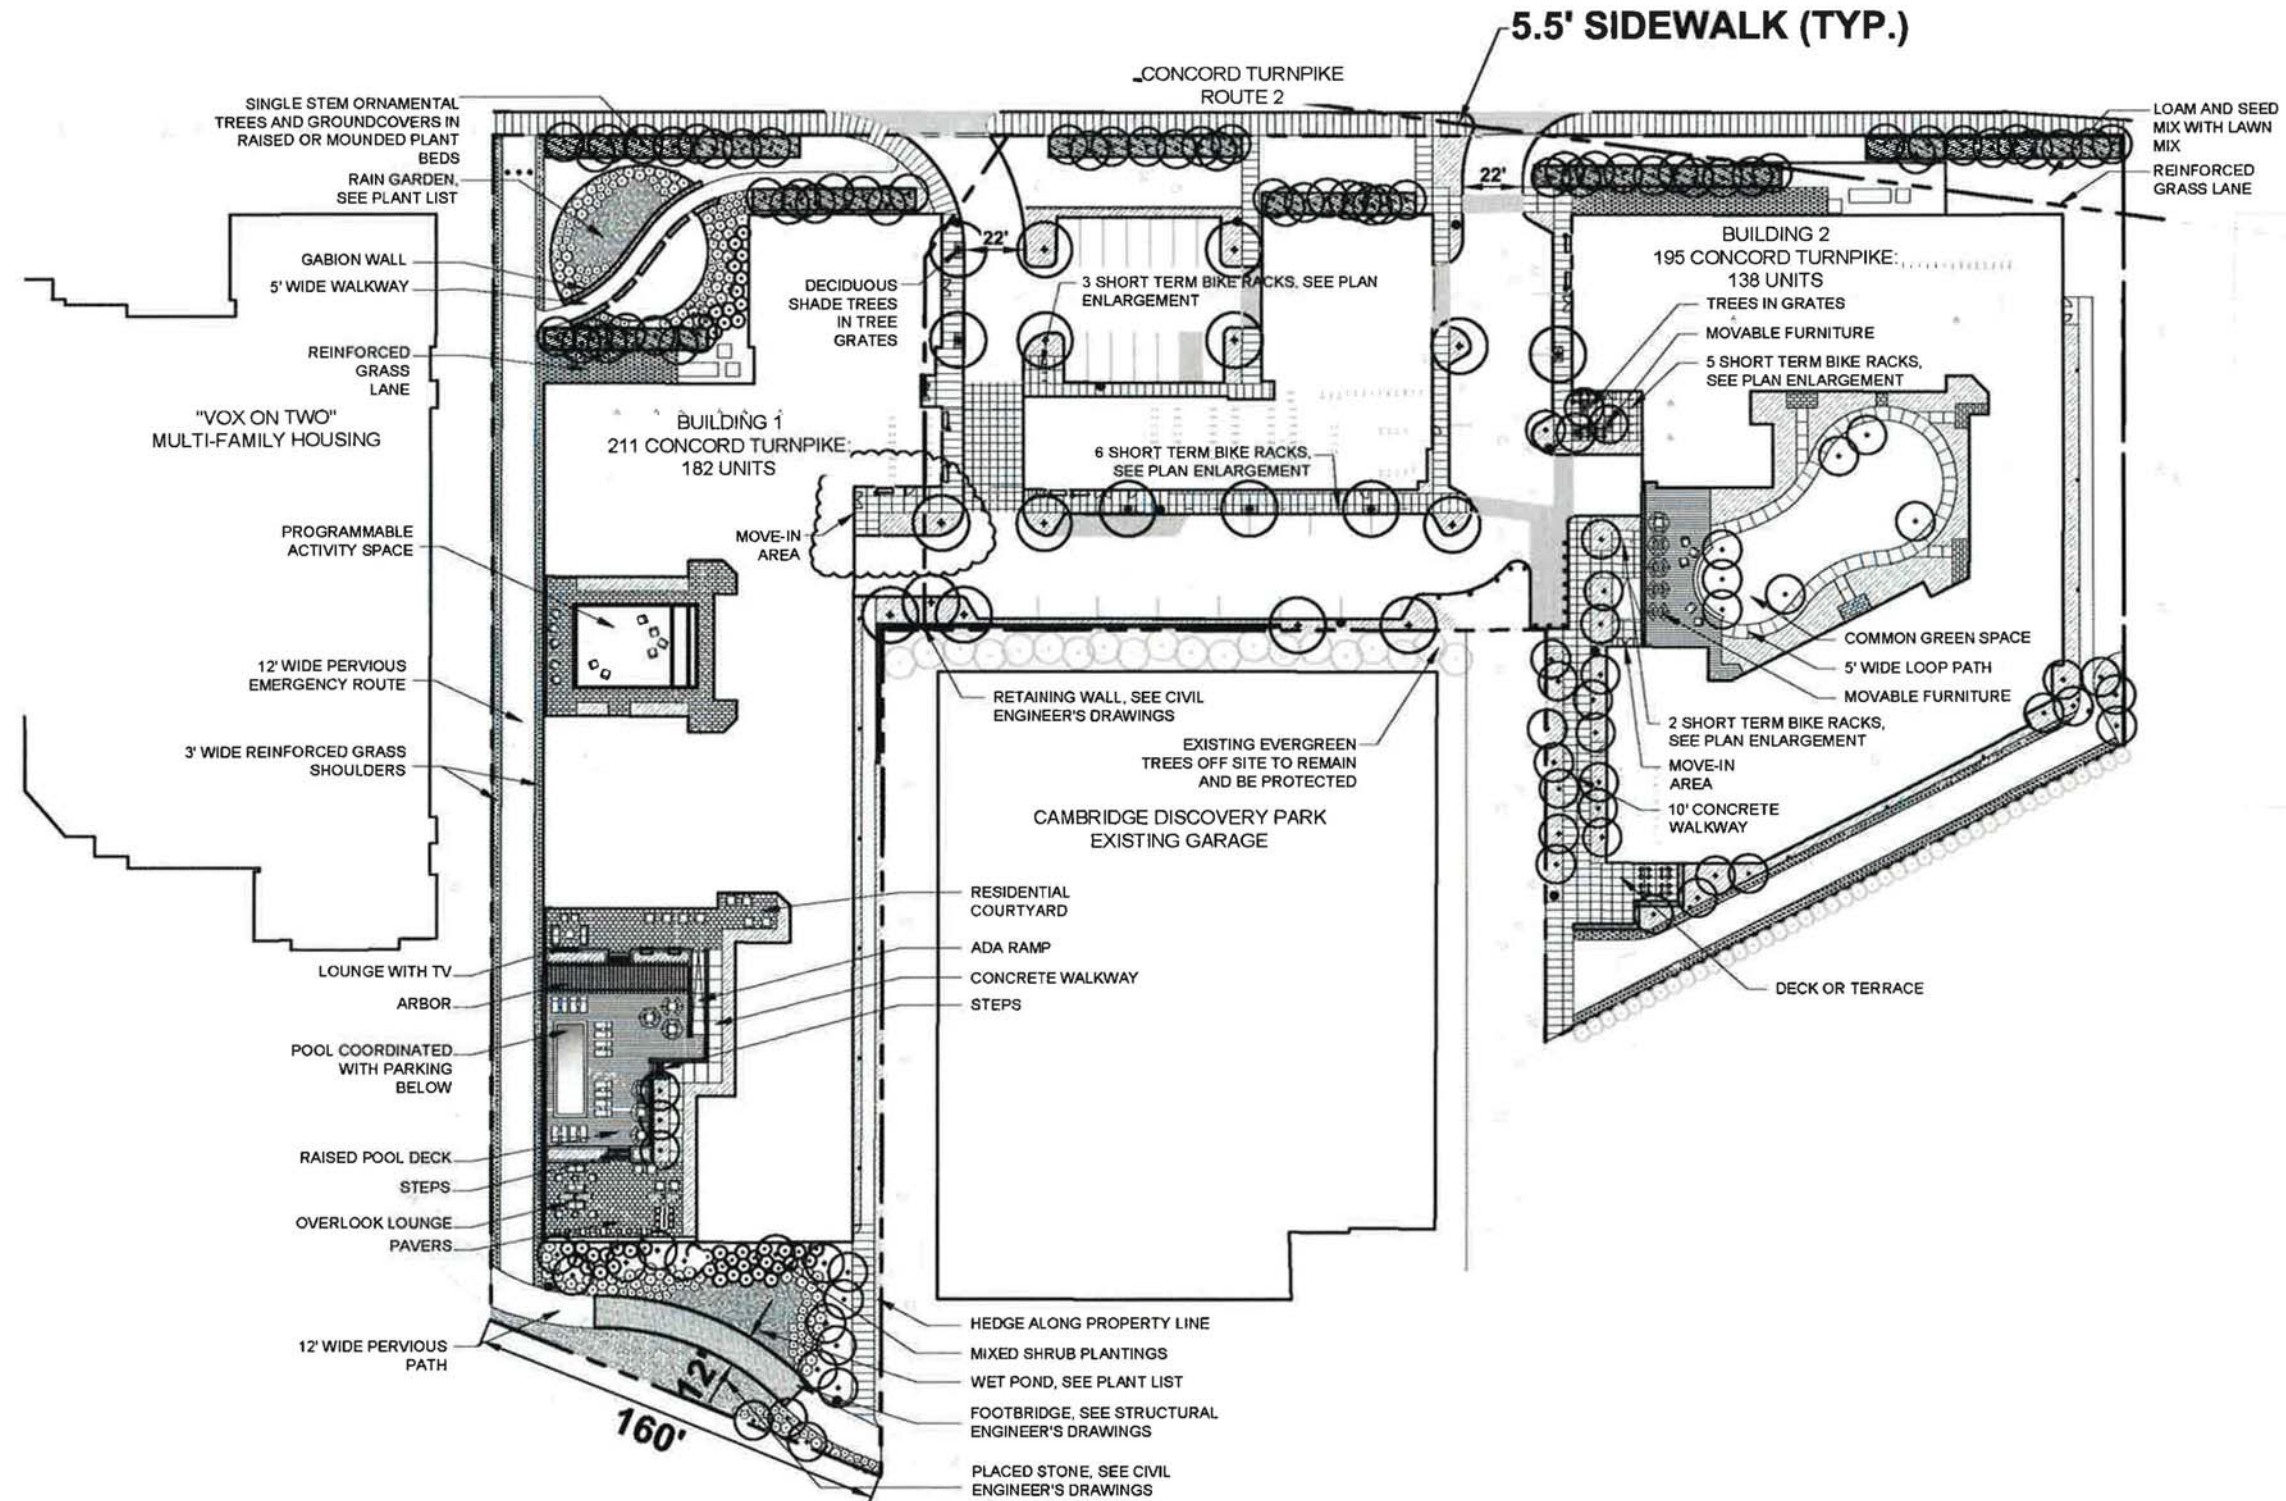 5.5' SIDEWALK (TYP.)
CONCORD TURNPIKE
ROUTE 2
SINGLE STEM ORNAMENTAL
TREES AND GROUNDCOVERS IN
RAISED OR MOUNDED PLANT
BEDS
RAIN GARDEN,
SEE PLANT LIST
GABION WALL
5' WIDE WALKWAY
REINFORCED
GRASS
LANE
"VOX ON TWO"
MULTI-FAMILY HOUSING
PROGRAMMABLE
ACTIVITY SPACE
12' WIDE PERVIOUS
EMERGENCY ROUTE
3' WIDE REINFORCED GRASS
SHOULDERS
LOUNGE WITH TV
ARBOR
POOL COORDINATED
WITH PARKING
BELOW
RAISED POOL DECK
STEPS
OVERLOOK LOUNGE
PAVERS
12' WIDE PERVIOUS
PATH
160'
12'
BUILDING 1
211 CONCORD TURNPIKE:
182 UNITS
DECIDUOUS
SHADE TREES
IN TREE
GRATES
22'
3 SHORT TERM BIKE RACKS, SEE PLAN
ENLARGEMENT
6 SHORT TERM BIKE RACKS,
SEE PLAN ENLARGEMENT
MOVE-IN
AREA
RETAINING WALL, SEE CIVIL
ENGINEER'S DRAWINGS
EXISTING EVERGREEN
TREES OFF SITE TO REMAIN
AND BE PROTECTED
CAMBRIDGE DISCOVERY PARK
EXISTING GARAGE
RESIDENTIAL
COURTYARD
ADA RAMP
CONCRETE WALKWAY
STEPS
HEDGE ALONG PROPERTY LINE
MIXED SHRUB PLANTINGS
WET POND, SEE PLANT LIST
FOOTBRIDGE, SEE STRUCTURAL
ENGINEER'S DRAWINGS
PLACED STONE, SEE CIVIL
ENGINEER'S DRAWINGS
22'
LOAM AND SEED
MIX WITH LAWN
MIX
REINFORCED
GRASS LANE
BUILDING 2
195 CONCORD TURNPIKE:
138 UNITS
TREES IN GRATES
MOVABLE FURNITURE
5 SHORT TERM BIKE RACKS,
SEE PLAN ENLARGEMENT
COMMON GREEN SPACE
5' WIDE LOOP PATH
MOVABLE FURNITURE
2 SHORT TERM BIKE RACKS,
SEE PLAN ENLARGEMENT
MOVE-IN
AREA
10' CONCRETE
WALKWAY
DECK OR TERRACE